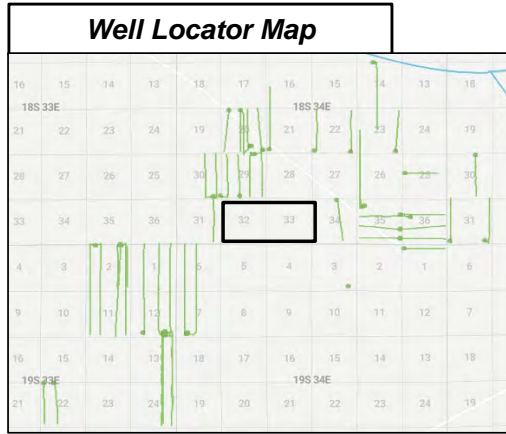 Well Locator Map
16 15 14 13 18 17 16 15 14 13 18
18S 33E 18S 34E
21 22 23 24 19 20 21 22 23 24 19
28 27 26 25 30 29 28 27 26 25 30
33 34 35 36 31 32 33 34 35 36 31
4 3 2 1 6 5 4 3 2 1 6
9 10 11 12 7 8 9 10 11 12 7
16 15 14 13 18 17 16 15 14 13 18
19S 33E 19S 34E
21 22 23 24 19 20 21 22 23 24 19